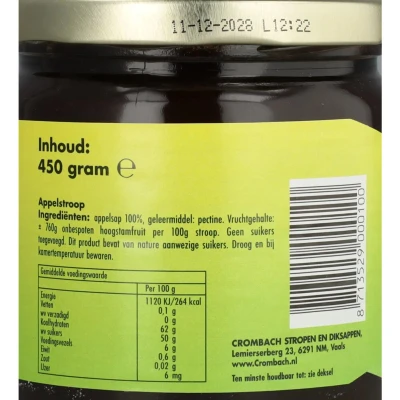 11-12-2028 L12:22
Inhoud:
450 gram ℮
Appelstroop
Ingrediënten: appelsap 100%, geleermiddel: pectine. Vruchtgehalte:
± 760g onbespoten hoogstamfruit per 100g stroop. Geen suikers
toegevoegd. Dit product bevat van nature aanwezige suikers. Droog en bij
kamertemperatuur bewaren.
Gemiddelde voedingswaarde
Per 100 g
Energie 1120 KJ/264 kcal
Vetten 0,1 g
wv verzadigd 0 g
Koolhydraten 62 g
wv suikers 50 g
Voedingsvezels 6 g
Eiwit 0,6 g
Zout 0,02 g
IJzer 6 mg
8713529000100
CROMBACH STROPEN EN DIKSAPPEN,
Lemierserberg 23, 6291 NM, Vaals
www.Crombach.nl
Ten minste houdbaar tot: zie deksel